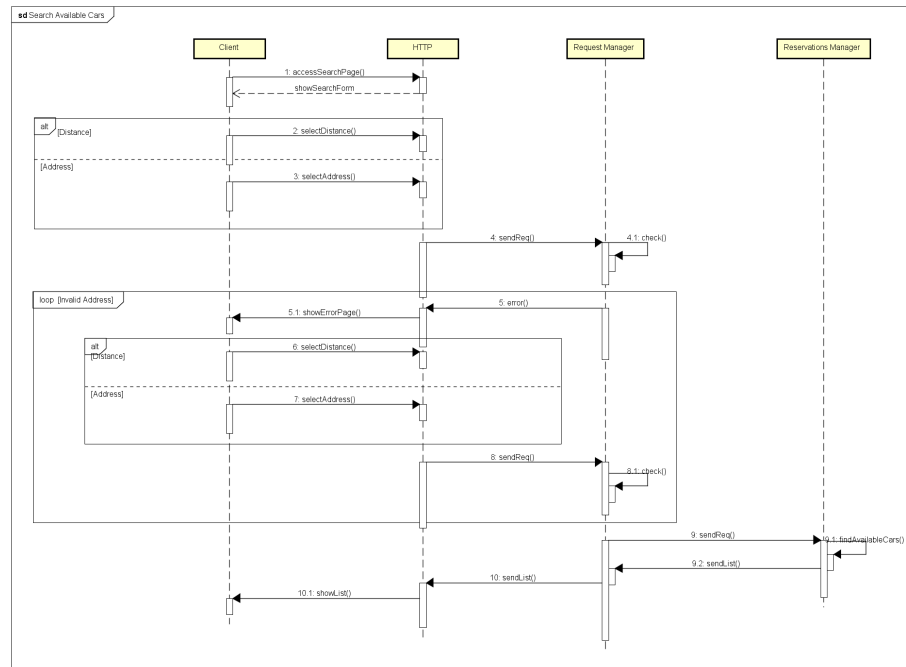 sd Search Available Cars
Client
HTTP
Request Manager
Reservations Manager
1: accessSearchPage()
showSearchForm
alt
[Distance]
2: selectDistance()
[Address]
3: selectAddress()
4: sendReq()
4.1: check()
loop [Invalid Address]
5: error()
5.1: showErrorPage()
alt
[Distance]
6: selectDistance()
[Address]
7: selectAddress()
8: sendReq()
8.1: check()
9: sendReq()
9.1: findAvailableCars()
9.2: sendList()
10: sendList()
10.1: showList()